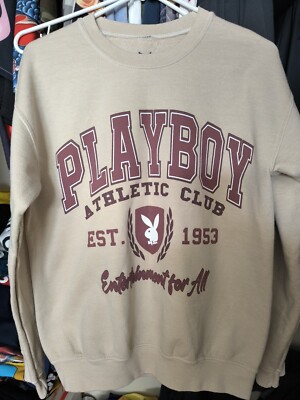 PLAYBOY
ATHLETIC CLUB
EST. 1953
Entertainment for All